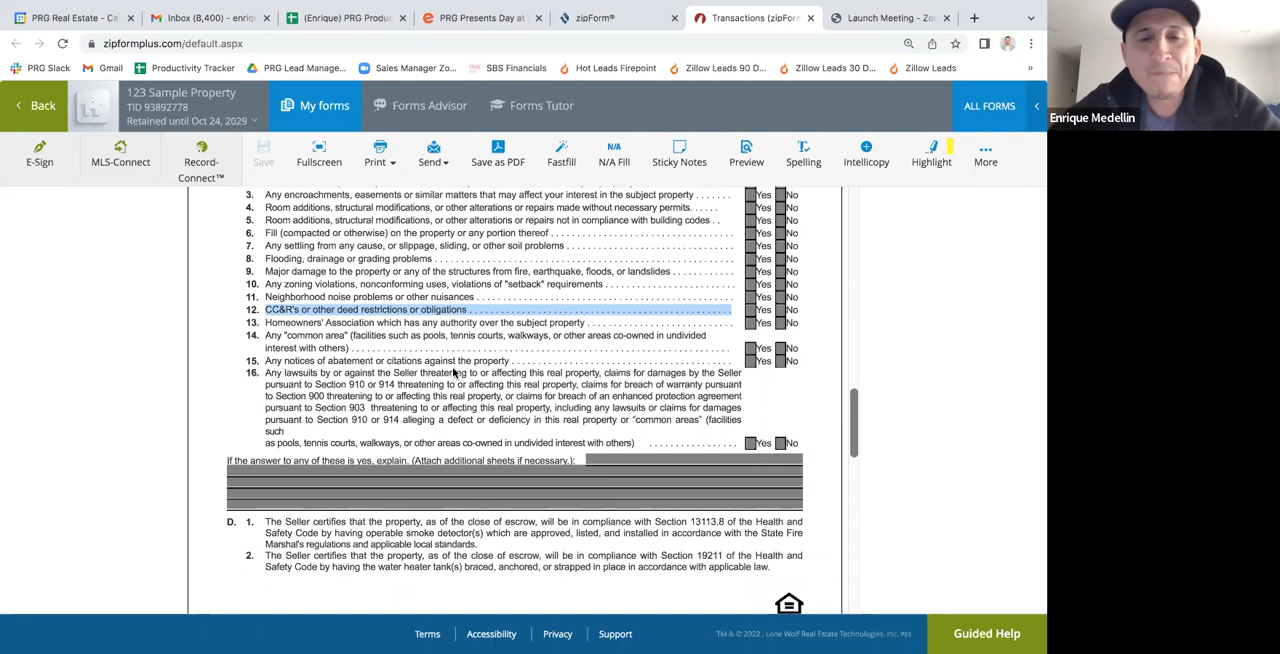 PRG Real Estate - Ca
Inbox (8,400) - enriq
(Enrique) PRG Produc
PRG Presents Day at
zipForm®
Transactions (zipForm
Launch Meeting - Zo
zipformplus.com/default.aspx
PRG Slack
Gmail
Productivity Tracker
PRG Lead Manage...
Sales Manager Zo...
SBS Financials
Hot Leads Firepoint
Zillow Leads 90 D...
Zillow Leads 30 D...
Zillow Leads
»
Enrique Medellin
Back
123 Sample Property
TID 93892778
Retained until Oct 24, 2029
My forms
Forms Advisor
Forms Tutor
ALL FORMS
E-Sign
MLS-Connect
Record-
Connect™
Save
Fullscreen
Print
Send
Save as PDF
Fastfill
N/A
N/A Fill
Sticky Notes
Preview
Spelling
Intellicopy
Highlight
More
3. Any encroachments, easements or similar matters that may affect your interest in the subject property . . . . . . . Yes No
4. Room additions, structural modifications, or other alterations or repairs made without necessary permits. . . . . . Yes No
5. Room additions, structural modifications, or other alterations or repairs not in compliance with building codes . . Yes No
6. Fill (compacted or otherwise) on the property or any portion thereof Yes No
7. Any settling from any cause, or slippage, sliding, or other soil problems Yes No
8. Flooding, drainage or grading problems Yes No
9. Major damage to the property or any of the structures from fire, earthquake, floods, or landslides Yes No
10. Any zoning violations, nonconforming uses, violations of "setback" requirements Yes No
11. Neighborhood noise problems or other nuisances Yes No
12. CC&R's or other deed restrictions or obligations Yes No
13. Homeowners' Association which has any authority over the subject property Yes No
14. Any "common area" (facilities such as pools, tennis courts, walkways, or other areas co-owned in undivided
interest with others) Yes No
15. Any notices of abatement or citations against the property Yes No
16. Any lawsuits by or against the Seller threatening to or affecting this real property, claims for damages by the Seller
pursuant to Section 910 or 914 threatening to or affecting this real property, claims for breach of warranty pursuant
to Section 900 threatening to or affecting this real property, or claims for breach of an enhanced protection agreement
pursuant to Section 903 threatening to or affecting this real property, including any lawsuits or claims for damages
pursuant to Section 910 or 914 alleging a defect or deficiency in this real property or “common areas” (facilities
such
as pools, tennis courts, walkways, or other areas co-owned in undivided interest with others) Yes No
If the answer to any of these is yes, explain. (Attach additional sheets if necessary.):
D. 1. The Seller certifies that the property, as of the close of escrow, will be in compliance with Section 13113.8 of the Health and
Safety Code by having operable smoke detector(s) which are approved, listed, and installed in accordance with the State Fire
Marshal's regulations and applicable local standards.
2. The Seller certifies that the property, as of the close of escrow, will be in compliance with Section 19211 of the Health and
Safety Code by having the water heater tank(s) braced, anchored, or strapped in place in accordance with applicable law.
Terms
Accessibility
Privacy
Support
TM & © 2022 , Lone Wolf Real Estate Technologies, Inc. PES
Guided Help